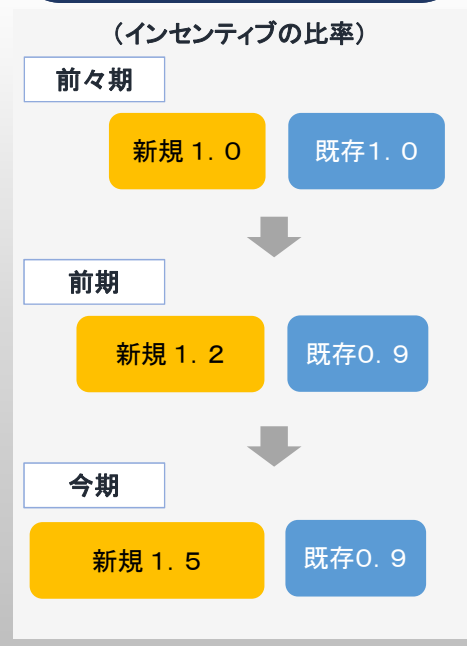 （インセンティブの比率）
前々期
新規１．０
既存１．０
前期
新規１．２
既存０．９
今期
新規１．５
既存０．９